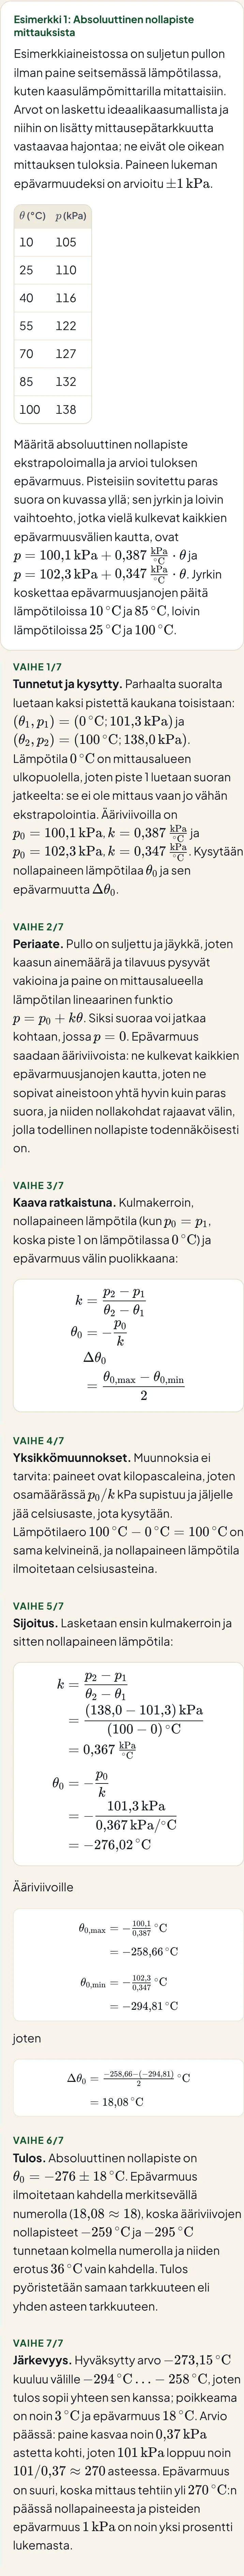 Esimerkki 1: Absoluuttinen nollapiste
mittauksista
Esimerkkiaineistossa on suljetun pullon
ilman paine seitsemässä lämpötilassa,
kuten kaasulämpömittarilla mitattaisiin.
Arvot on laskettu ideaalikaasumallista ja
niihin on lisätty mittausepätarkkuutta
vastaavaa hajontaa; ne eivät ole oikean
mittauksen tuloksia. Paineen lukeman
epävarmuudeksi on arvioitu ±1 kPa.
θ (°C) p (kPa)
10 105
25 110
40 116
55 122
70 127
85 132
100 138
Määritä absoluuttinen nollapiste
ekstrapoloimalla ja arvioi tuloksen
epävarmuus. Pisteisiin sovitettu paras
suora on kuvassa yllä; sen jyrkin ja loivin
vaihtoehto, jotka vielä kulkevat kaikkien
epävarmuusvälien kautta, ovat
p = 100,1 kPa + 0,387 kPa/°C · θ ja
p = 102,3 kPa + 0,347 kPa/°C · θ. Jyrkin
koskettaa epävarmuusjanojen päitä
lämpötiloissa 10 °C ja 85 °C, loivin
lämpötiloissa 25 °C ja 100 °C.
VAIHE 1/7
Tunnetut ja kysytty. Parhaalta suoralta
luetaan kaksi pistettä kaukana toisistaan:
(θ₁, p₁) = (0 °C; 101,3 kPa) ja
(θ₂, p₂) = (100 °C; 138,0 kPa).
Lämpötila 0 °C on mittausalueen
ulkopuolella, joten piste 1 luetaan suoran
jatkeelta: se ei ole mittaus vaan jo vähän
ekstrapolointia. Ääriviivoilla on
p₀ = 100,1 kPa, k = 0,387 kPa/°C ja
p₀ = 102,3 kPa, k = 0,347 kPa/°C. Kysytään
nollapaineen lämpötilaa θ₀ ja sen
epävarmuutta Δθ₀.
VAIHE 2/7
Periaate. Pullo on suljettu ja jäykkä, joten
kaasun ainemäärä ja tilavuus pysyvät
vakioina ja paine on mittausalueella
lämpötilan lineaarinen funktio
p = p₀ + kθ. Siksi suoraa voi jatkaa
kohtaan, jossa p = 0. Epävarmuus
saadaan ääriviivoista: ne kulkevat kaikkien
epävarmuusjanojen kautta, joten ne
sopivat aineistoon yhtä hyvin kuin paras
suora, ja niiden nollakohdat rajaavat välin,
jolla todellinen nollapiste todennäköisesti
on.
VAIHE 3/7
Kaava ratkaistuna. Kulmakerroin,
nollapaineen lämpötila (kun p₀ = p₁,
koska piste 1 on lämpötilassa 0 °C) ja
epävarmuus välin puolikkaana:
k = (p₂ − p₁)/(θ₂ − θ₁)
θ₀ = −p₀/k
Δθ₀
= (θ₀,max − θ₀,min)/2
VAIHE 4/7
Yksikkömuunnokset. Muunnoksia ei
tarvita: paineet ovat kilopascaleina, joten
osamäärässä p₀/k kPa supistuu ja jäljelle
jää celsiusaste, jota kysytään.
Lämpötilaero 100 °C − 0 °C = 100 °C on
sama kelvineinä, ja nollapaineen lämpötila
ilmoitetaan celsiusasteina.
VAIHE 5/7
Sijoitus. Lasketaan ensin kulmakerroin ja
sitten nollapaineen lämpötila:
k = (p₂ − p₁)/(θ₂ − θ₁)
= (138,0 − 101,3) kPa/(100 − 0) °C
= 0,367 kPa/°C
θ₀ = −p₀/k
= −101,3 kPa/0,367 kPa/°C
= −276,02 °C
Ääriviivoille
θ₀,max = −100,1/0,387 °C
= −258,66 °C
θ₀,min = −102,3/0,347 °C
= −294,81 °C
joten
Δθ₀ = (−258,66−(−294,81))/2 °C
= 18,08 °C
VAIHE 6/7
Tulos. Absoluuttinen nollapiste on
θ₀ = −276 ± 18 °C. Epävarmuus
ilmoitetaan kahdella merkitsevällä
numerolla (18,08 ≈ 18), koska ääriviivojen
nollapisteet −259 °C ja −295 °C
tunnetaan kolmella numerolla ja niiden
erotus 36 °C vain kahdella. Tulos
pyöristetään samaan tarkkuuteen eli
yhden asteen tarkkuuteen.
VAIHE 7/7
Järkevyys. Hyväksytty arvo −273,15 °C
kuuluu välille −294 °C … − 258 °C, joten
tulos sopii yhteen sen kanssa; poikkeama
on noin 3 °C ja epävarmuus 18 °C. Arvio
päässä: paine kasvaa noin 0,37 kPa
astetta kohti, joten 101 kPa loppuu noin
101/0,37 ≈ 270 asteessa. Epävarmuus
on suuri, koska mittaus tehtiin yli 270 °C:n
päässä nollapaineesta ja pisteiden
epävarmuus 1 kPa on noin yksi prosentti
lukemasta.